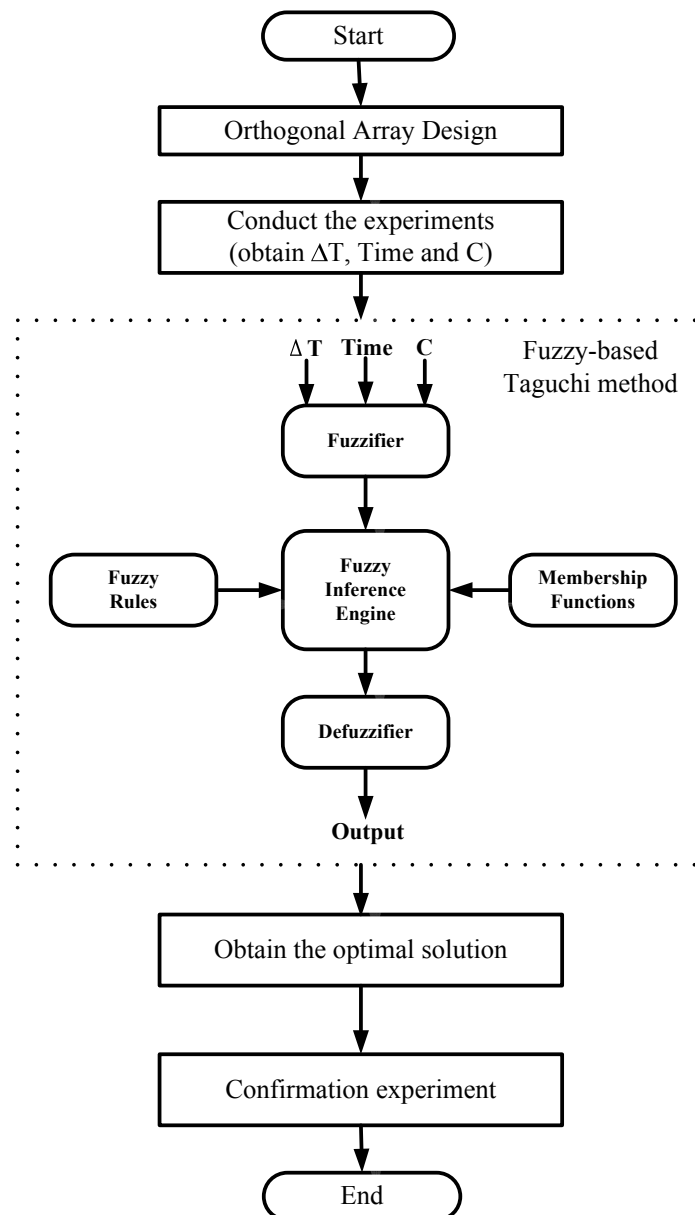 Start
Orthogonal Array Design
Conduct the experiments
(obtain ΔT, Time and C)
Δ T Time C
Fuzzy-based
Taguchi method
Fuzzifier
Fuzzy
Rules
Fuzzy
Inference
Engine
Membership
Functions
Defuzzifier
Output
Obtain the optimal solution
Confirmation experiment
End